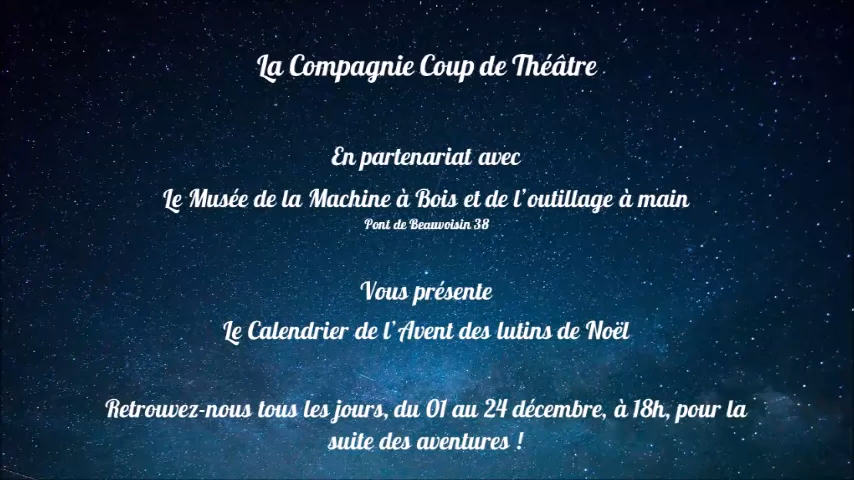 La Compagnie Coup de Théâtre
En partenariat avec
Le Musée de la Machine à Bois et de l'outillage à main
Pont de Beauvoisin 38
Vous présente
Le Calendrier de l'Avent des lutins de Noël
Retrouvez-nous tous les jours, du 01 au 24 décembre, à 18h, pour la
suite des aventures !